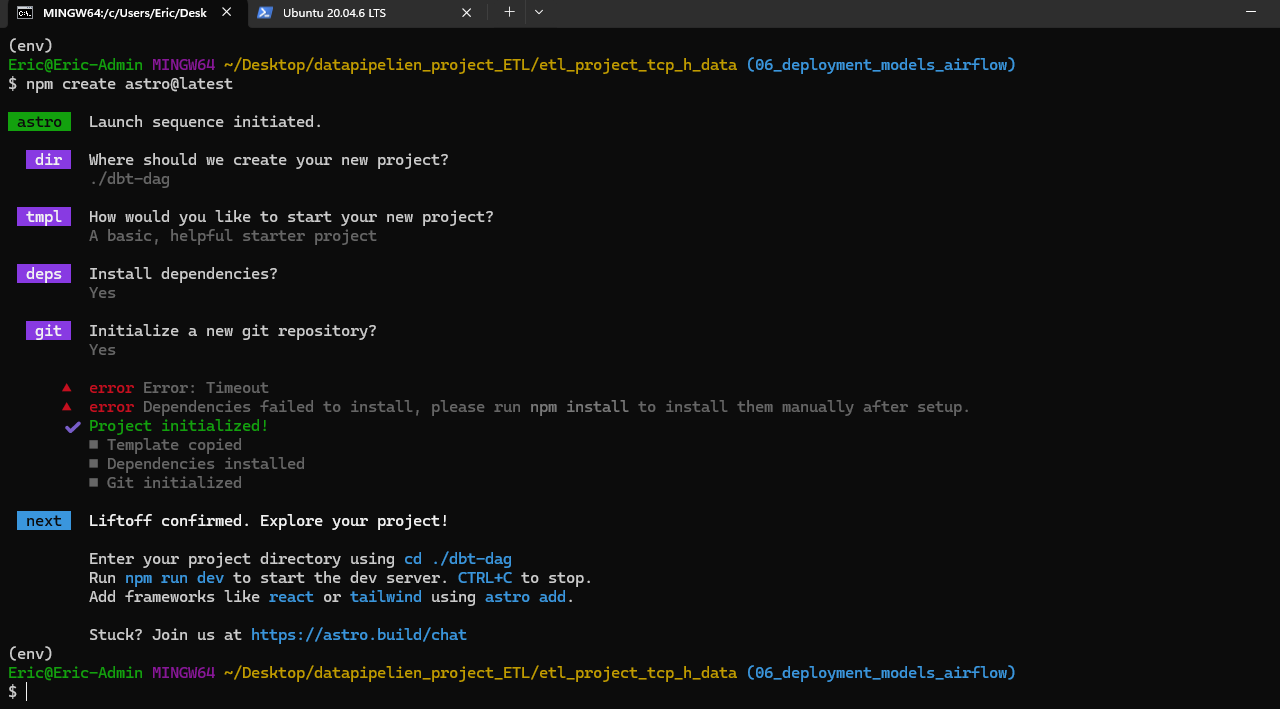 MINGW64:/c/Users/Eric/Desk
Ubuntu 20.04.6 LTS
(env)
Eric@Eric-Admin MINGW64 ~/Desktop/datapipelien_project_ETL/etl_project_tcp_h_data (06_deployment_models_airflow)
$ npm create astro@latest
astro Launch sequence initiated.
dir Where should we create your new project?
./dbt-dag
tmpl How would you like to start your new project?
A basic, helpful starter project
deps Install dependencies?
Yes
git Initialize a new git repository?
Yes
▲ error Error: Timeout
▲ error Dependencies failed to install, please run npm install to install them manually after setup.
✔ Project initialized!
■ Template copied
■ Dependencies installed
■ Git initialized
next Liftoff confirmed. Explore your project!
Enter your project directory using cd ./dbt-dag
Run npm run dev to start the dev server. CTRL+C to stop.
Add frameworks like react or tailwind using astro add.
Stuck? Join us at https://astro.build/chat
(env)
Eric@Eric-Admin MINGW64 ~/Desktop/datapipelien_project_ETL/etl_project_tcp_h_data (06_deployment_models_airflow)
$